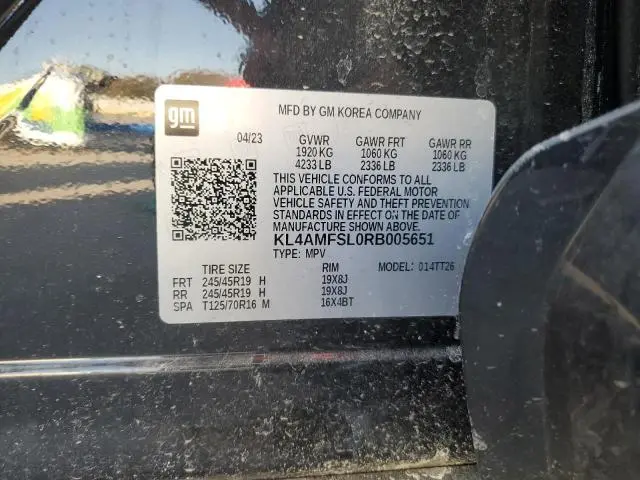 gm
MFD BY GM KOREA COMPANY
04/23 GVWR GAWR FRT GAWR RR
1920 KG 1060 KG 1060 KG
4233 LB 2336 LB 2336 LB
THIS VEHICLE CONFORMS TO ALL
APPLICABLE U.S. FEDERAL MOTOR
VEHICLE SAFETY AND THEFT PREVENTION
STANDARDS IN EFFECT ON THE DATE OF
MANUFACTURE SHOWN ABOVE.
KL4AMFSL0RB005651
TYPE: MPV MODEL: 014TT26
TIRE SIZE RIM
FRT 245/45R19 H 19X8J
RR 245/45R19 H 19X8J
SPA T125/70R16 M 16X4BT